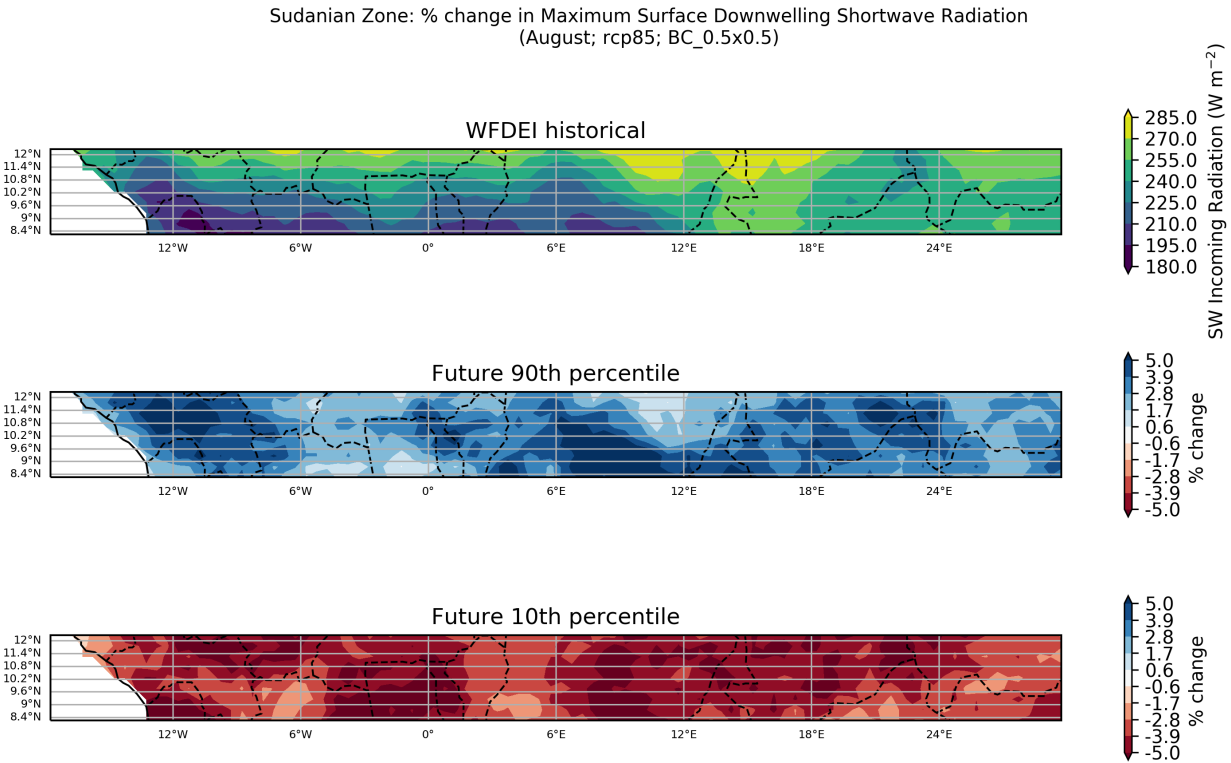 Sudanian Zone: % change in Maximum Surface Downwelling Shortwave Radiation
(August; rcp85; BC_0.5x0.5)
WFDEI historical
12°N
11.4°N
10.8°N
10.2°N
9.6°N
9°N
8.4°N
12°W 6°W 0° 6°E 12°E 18°E 24°E
285.0
270.0
255.0
240.0
225.0
210.0
195.0
180.0
SW Incoming Radiation (W m⁻²)
Future 90th percentile
12°N
11.4°N
10.8°N
10.2°N
9.6°N
9°N
8.4°N
12°W 6°W 0° 6°E 12°E 18°E 24°E
5.0
3.9
2.8
1.7
0.6
-0.6
-1.7
-2.8
-3.9
-5.0
% change
Future 10th percentile
12°N
11.4°N
10.8°N
10.2°N
9.6°N
9°N
8.4°N
12°W 6°W 0° 6°E 12°E 18°E 24°E
5.0
3.9
2.8
1.7
0.6
-0.6
-1.7
-2.8
-3.9
-5.0
% change